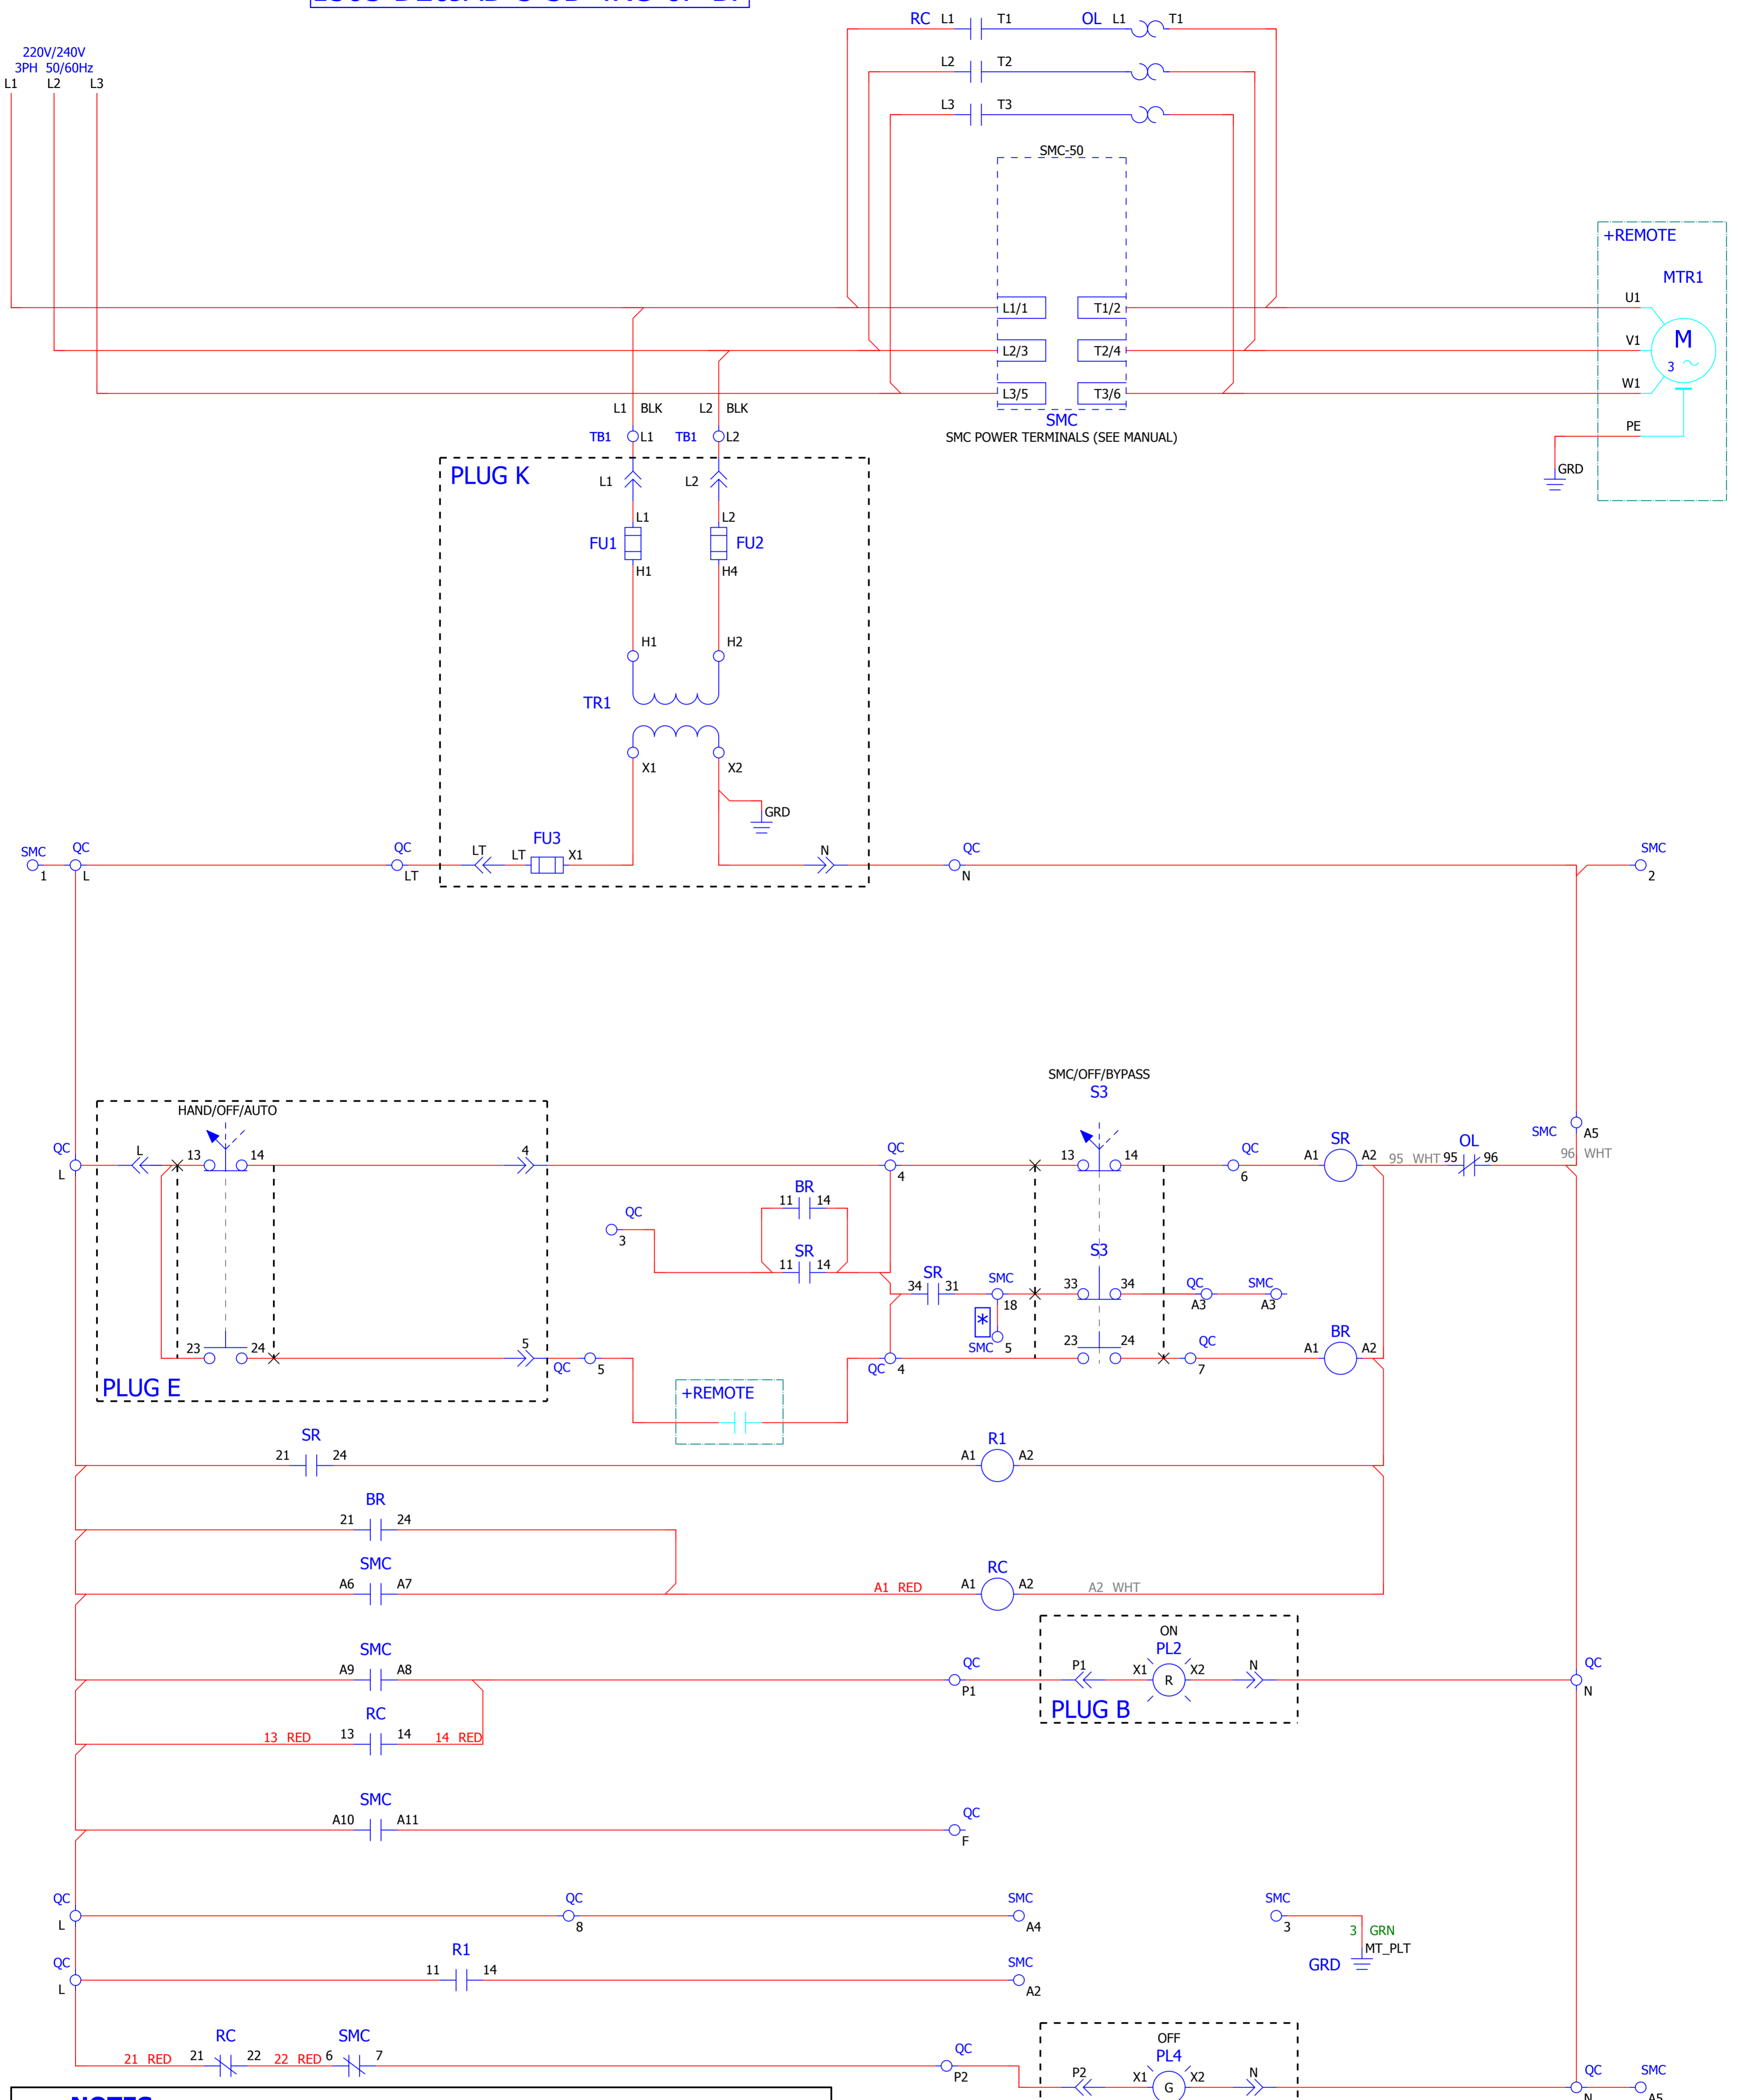 RC L1 T1 OL L1 T1
220V/240V
3PH 50/60Hz
L1 L2 L3
L2 T2
L3 T3
SMC-50
+REMOTE
MTR1
L1/1 T1/2 U1
L2/3 T2/4 V1 M
3
L3/5 T3/6 W1
L1 BLK L2 BLK
SMC
PE
TB1 L1 TB1 L2
SMC POWER TERMINALS (SEE MANUAL)
PLUG K
L1 L2
GRD
L1 L2
FU1 FU2
H1 H4
H1 H2
TR1
X1 X2
GRD
FU3
SMC QC QC LT LT X1 N QC SMC
1 L LT N 2
SMC/OFF/BYPASS
S3
HAND/OFF/AUTO
SMC A5
QC L 13 14 4 QC 13 14 QC SR OL
A1 A2 95 WHT 95 96 96 WHT
L 4 6
BR
11 14
QC
3
SR S3
11 14
SR
34 31 SMC 33 34 QC SMC
18 A3 A3
*
SMC 5
BR
23 24 5 23 24 QC A1 A2
QC 5 QC 4 7
PLUG E
+REMOTE
SR R1
21 24 A1 A2
BR
21 24
SMC RC
A6 A7 A1 RED A1 A2 A2 WHT
ON
SMC PL2
A9 A8 QC P1 X1 R X2 N QC
P1 N
PLUG B
RC
13 RED 13 14 14 RED
SMC
A10 A11 QC
F
QC QC SMC SMC
L 8 A4 3
3 GRN
MT_PLT
GRD
R1
QC 11 14 SMC
L A2
OFF
RC SMC PL4
21 RED 21 22 22 RED 6 7 QC
P2 P2 X1 G X2 N QC SMC
N A5
NOTES